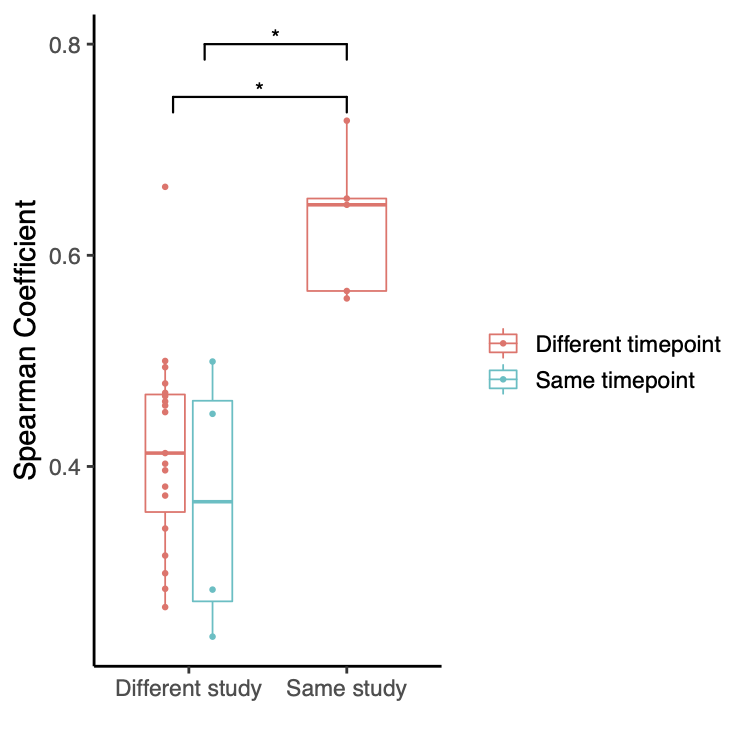 *
*
0.8
0.6
0.4
Spearman Coefficient
Different study
Same study
Different timepoint
Same timepoint